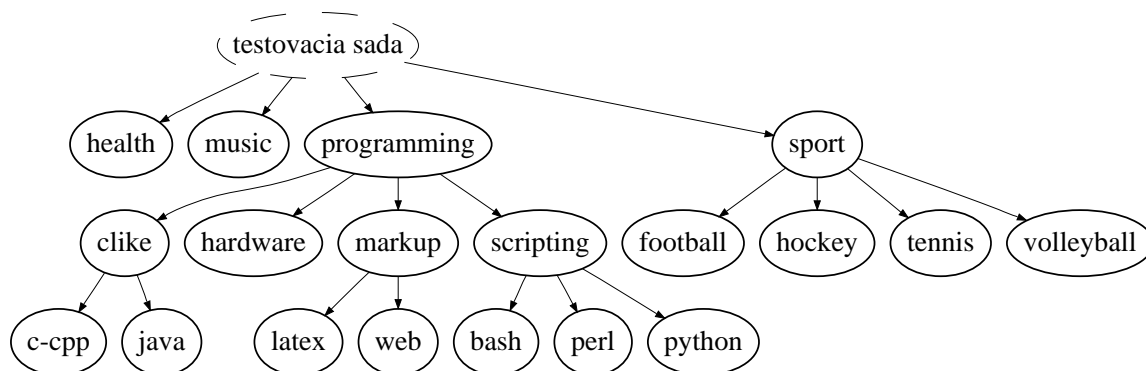 testovacia sada
health
music
programming
sport
clike
hardware
markup
scripting
football
hockey
tennis
volleyball
c-cpp
java
latex
web
bash
perl
python